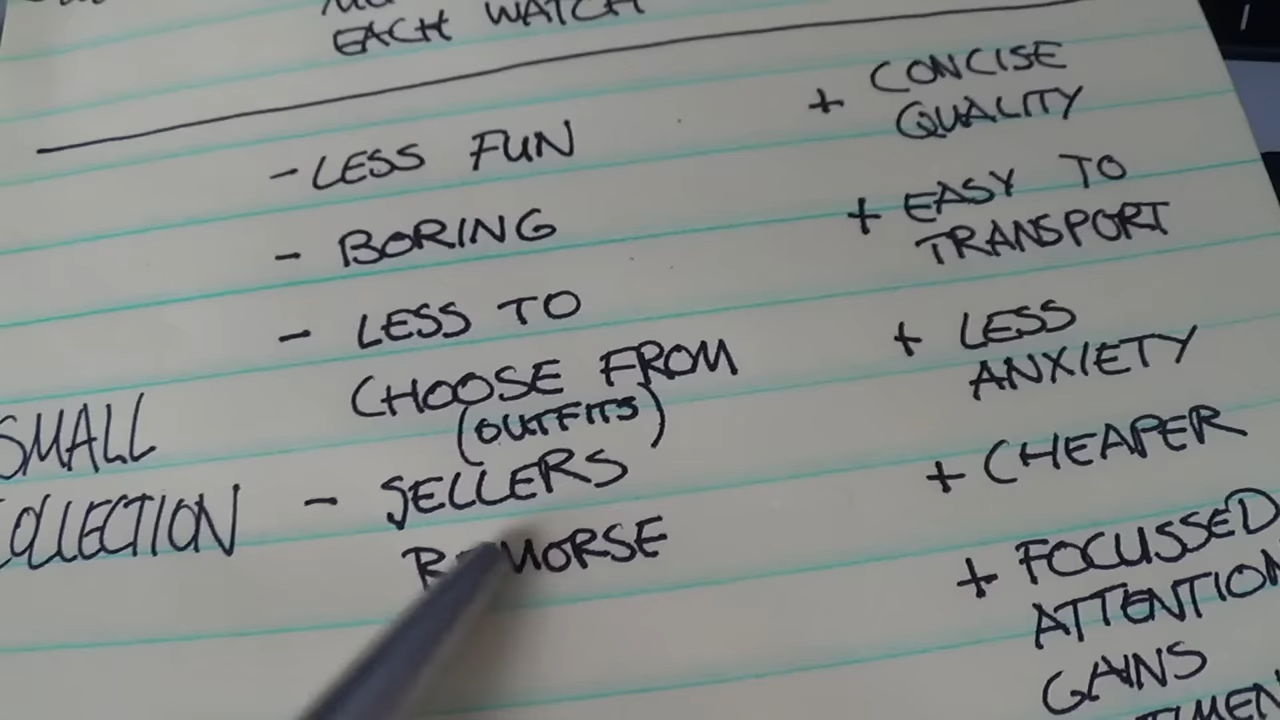 EACH WATCH
- LESS FUN
- BORING
- LESS TO
CHOOSE FROM
(OUTFITS)
SMALL
COLLECTION
- SELLERS
REMORSE
+ CONCISE
QUALITY
+ EASY TO
TRANSPORT
+ LESS
ANXIETY
+ CHEAPER
+ FOCUSSED
ATTENTION
GAINS